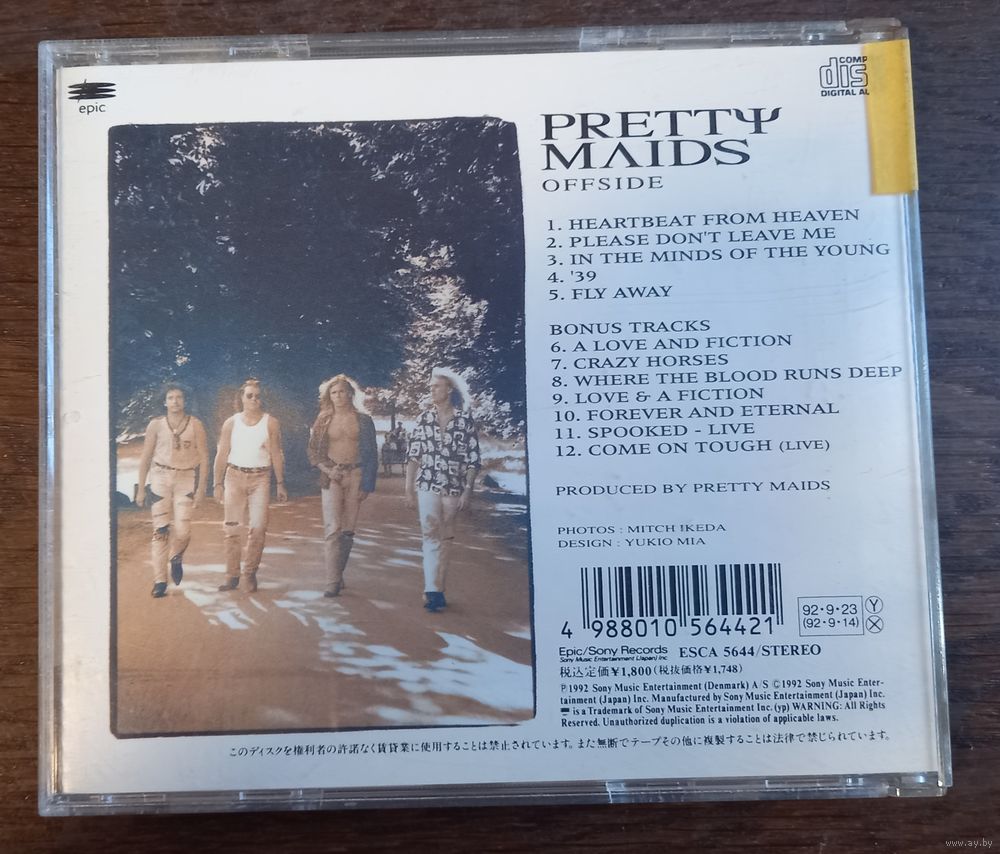 epic
COMP
dis
DIGITAL AU
PRETTY
MAIDS
OFFSIDE
1. HEARTBEAT FROM HEAVEN
2. PLEASE DON'T LEAVE ME
3. IN THE MINDS OF THE YOUNG
4. '39
5. FLY AWAY
BONUS TRACKS
6. A LOVE AND FICTION
7. CRAZY HORSES
8. WHERE THE BLOOD RUNS DEEP
9. LOVE & A FICTION
10. FOREVER AND ETERNAL
11. SPOOKED - LIVE
12. COME ON TOUGH (LIVE)
PRODUCED BY PRETTY MAIDS
PHOTOS : MITCH IKEDA
DESIGN : YUKIO MIA
4 988010 564421
92・9・23 Y
(92・9・14) X
Epic/Sony Records
Sony Music Entertainment (Japan) Inc
ESCA 5644/STEREO
税込定価¥1,800(税抜価格¥1,748)
℗1992 Sony Music Entertainment (Denmark) A/S ©1992 Sony Music Enter-
tainment (Japan) Inc. Manufactured by Sony Music Entertainment (Japan) Inc.
is a Trademark of Sony Music Entertainment Inc. (yp) WARNING: All Rights
Reserved. Unauthorized duplication is a violation of applicable laws.
このディスクを権利者の許諾なく賃貸業に使用することは禁止されています。また無断でテープその他に複製することは法律で禁じられています。
www.ay.by